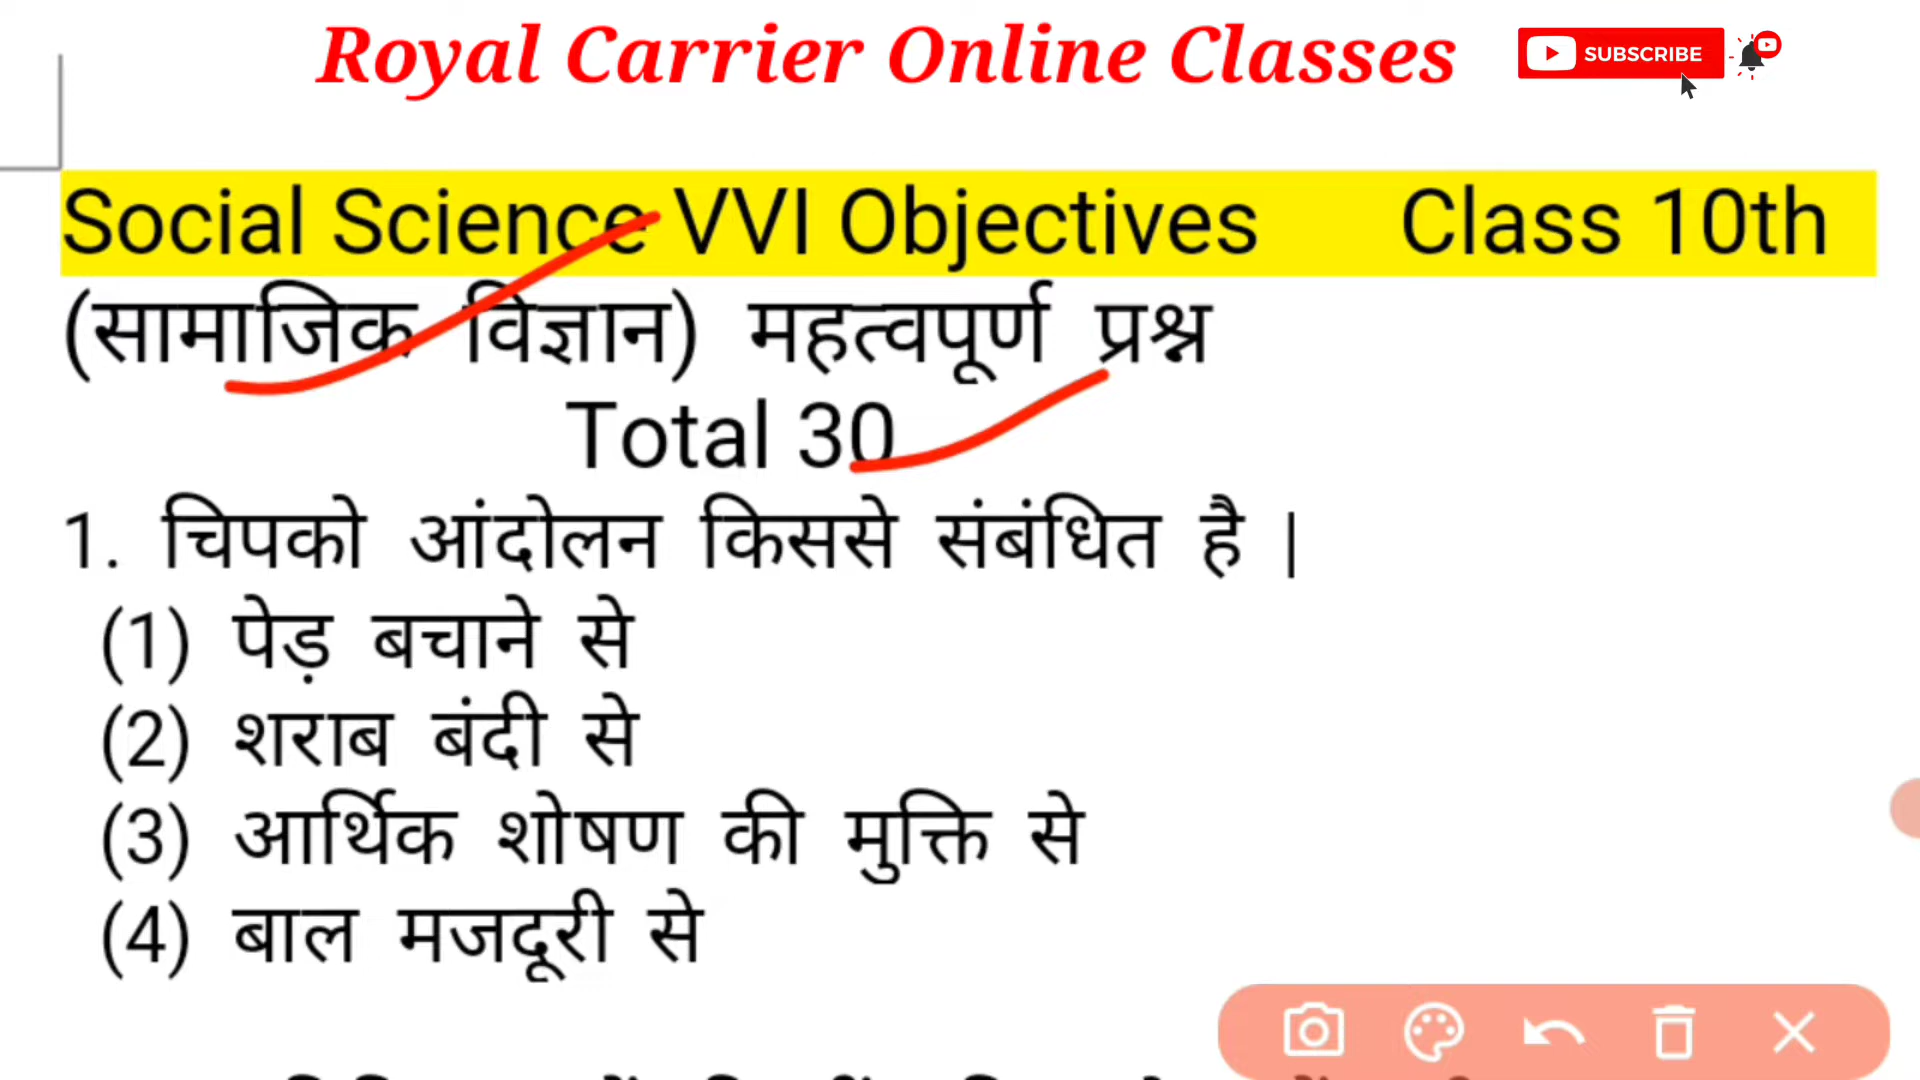 Royal Carrier Online Classes
SUBSCRIBE
Social Science VVI Objectives Class 10th
(सामाजिक विज्ञान) महत्वपूर्ण प्रश्न
Total 30
1. चिपको आंदोलन किससे संबंधित है |
(1) पेड़ बचाने से
(2) शराब बंदी से
(3) आर्थिक शोषण की मुक्ति से
(4) बाल मजदूरी से